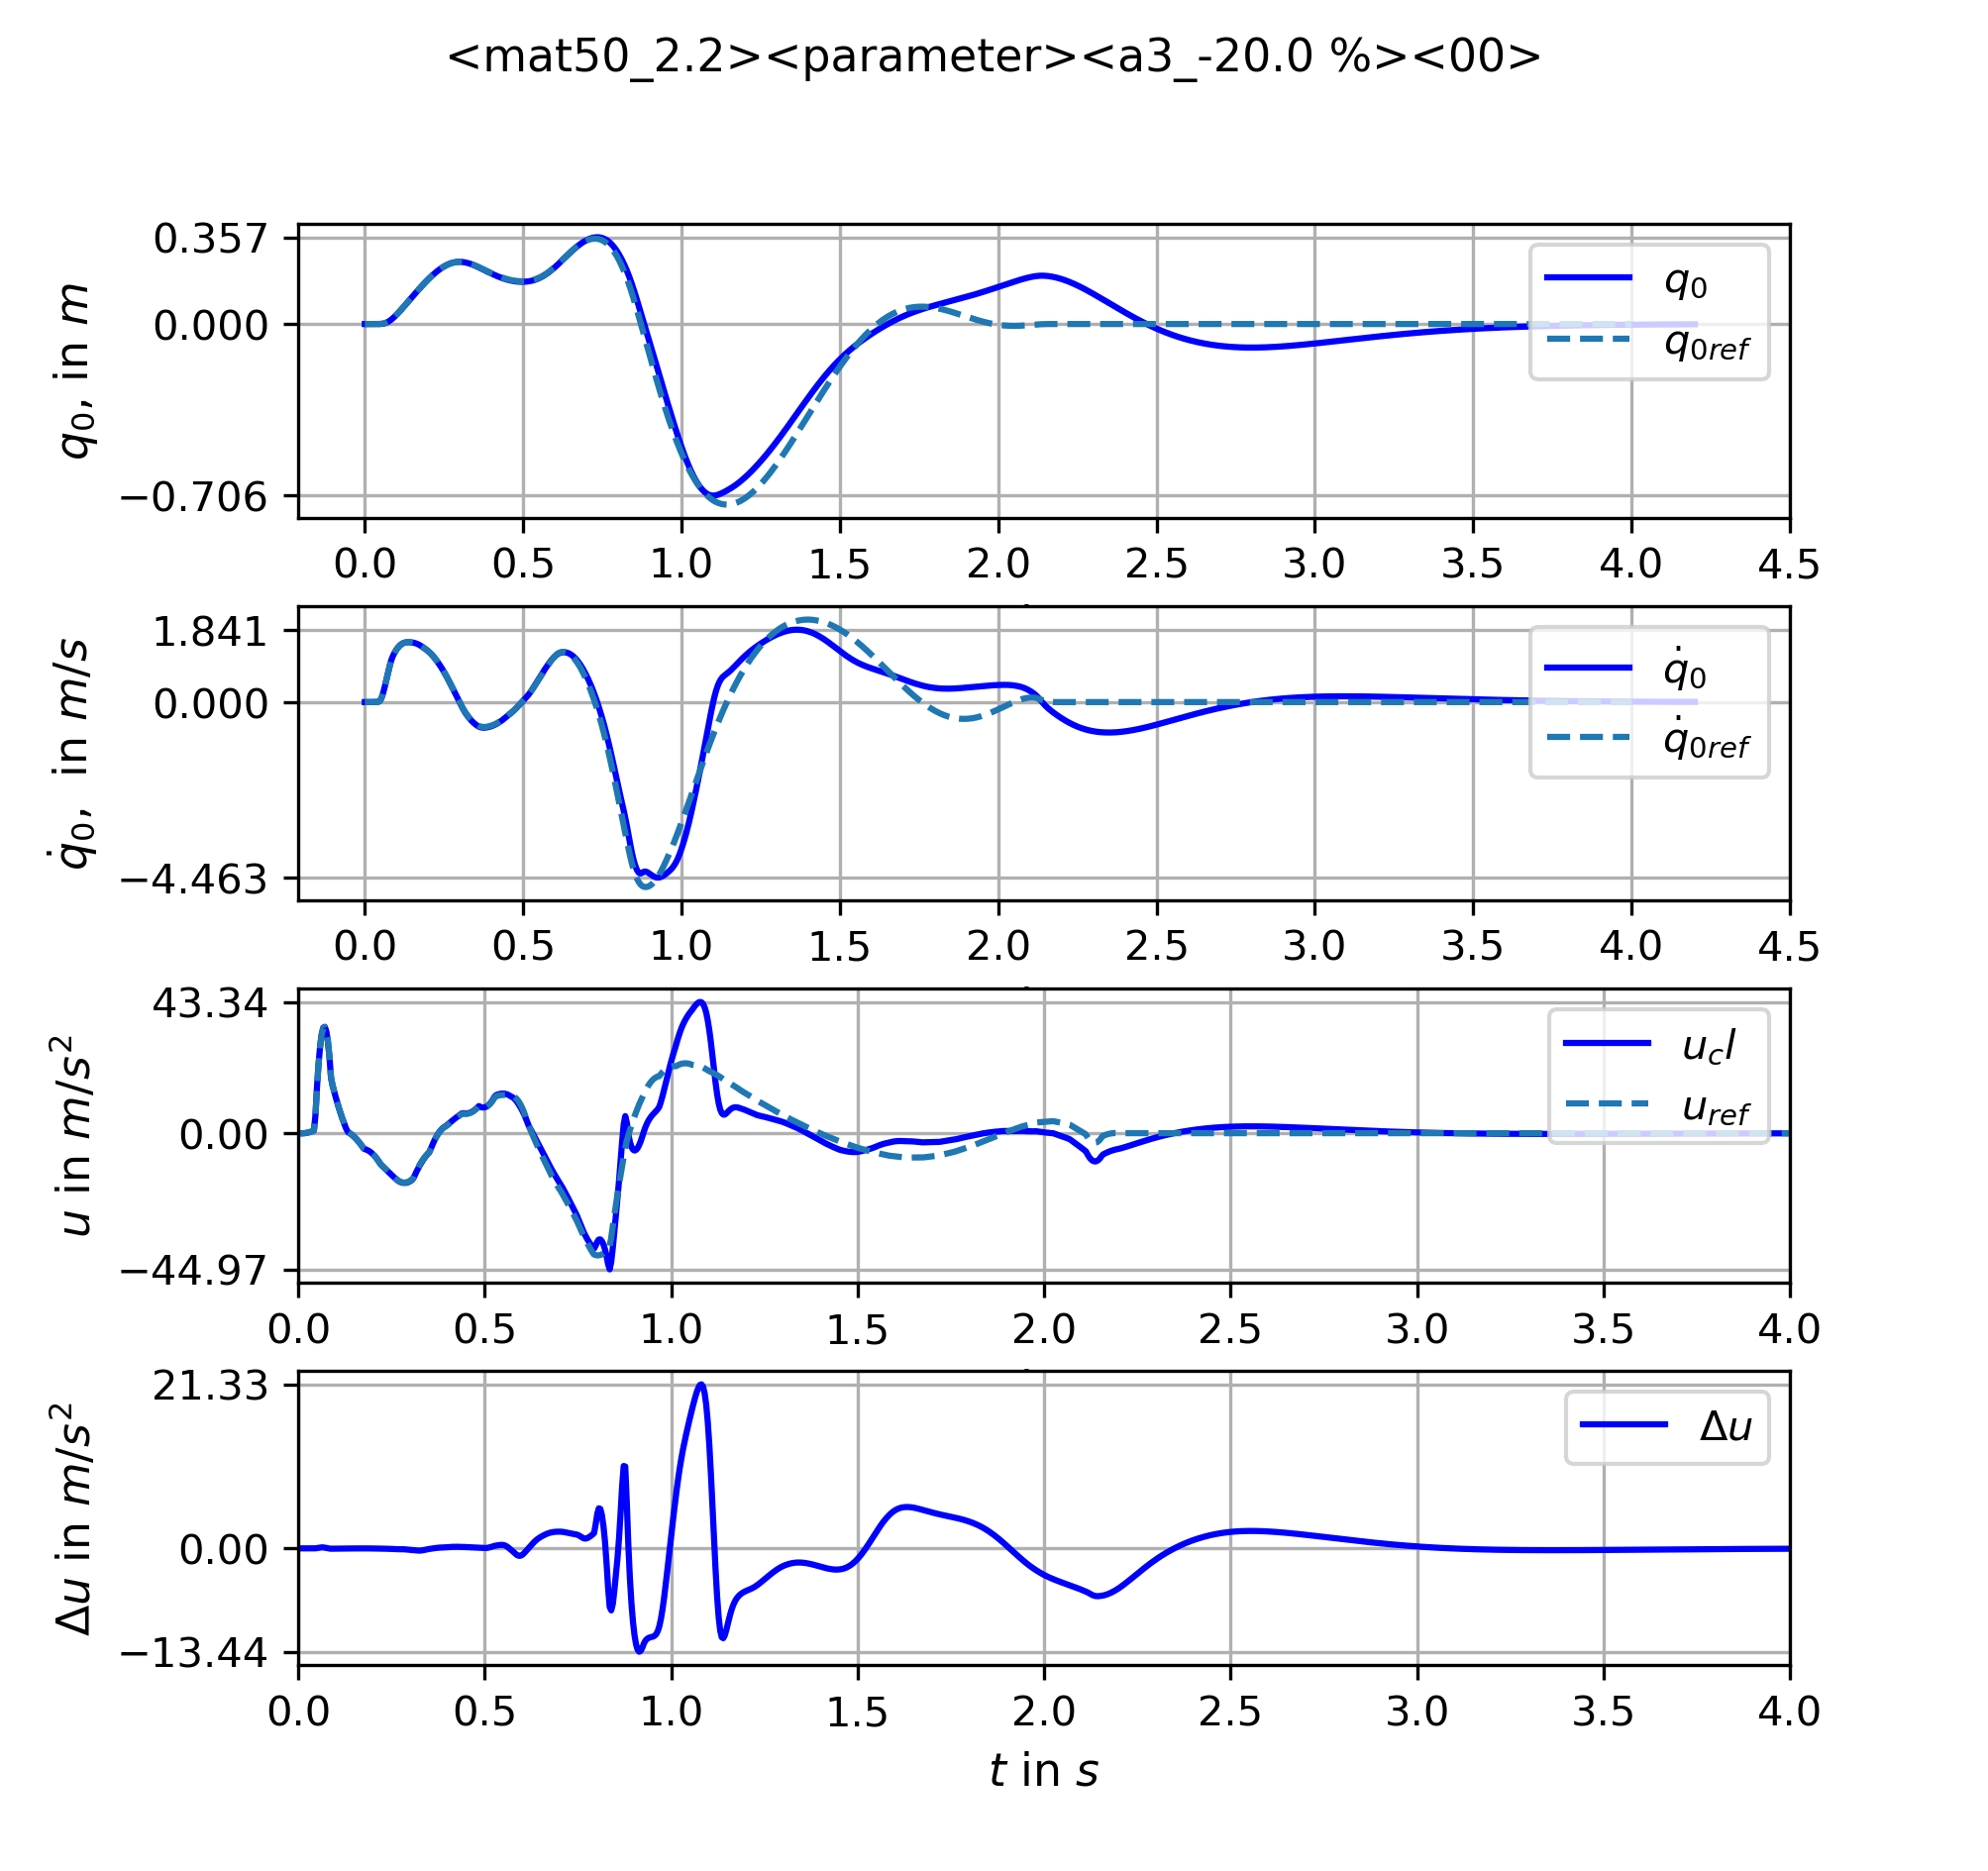 <mat50_2.2><parameter><a3_-20.0 %><00>
q₀, in m
0.357
0.000
−0.706
q₀
q₀ref
0.0 0.5 1.0 1.5 2.0 2.5 3.0 3.5 4.0 4.5
q̇₀, in m/s
1.841
0.000
−4.463
q̇₀
q̇₀ref
0.0 0.5 1.0 1.5 2.0 2.5 3.0 3.5 4.0 4.5
u in m/s²
43.34
0.00
−44.97
u_cl
u_ref
0.0 0.5 1.0 1.5 2.0 2.5 3.0 3.5 4.0
Δu in m/s²
21.33
0.00
−13.44
Δu
0.0 0.5 1.0 1.5 2.0 2.5 3.0 3.5 4.0
t in s